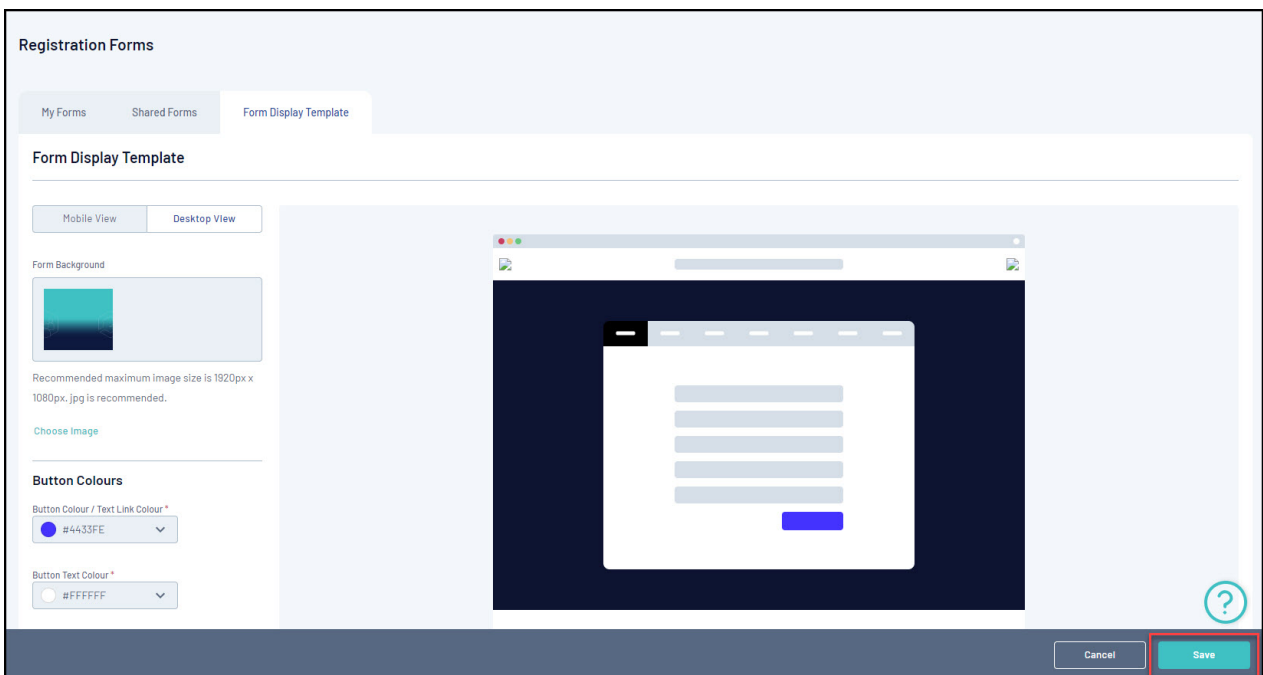 Registration Forms
My Forms
Shared Forms
Form Display Template
Form Display Template
Mobile View
Desktop View
Form Background
Recommended maximum image size is 1920px x
1080px. jpg is recommended.
Choose Image
Button Colours
Button Colour / Text Link Colour *
#4433FE
Button Text Colour *
#FFFFFF
?
Cancel
Save